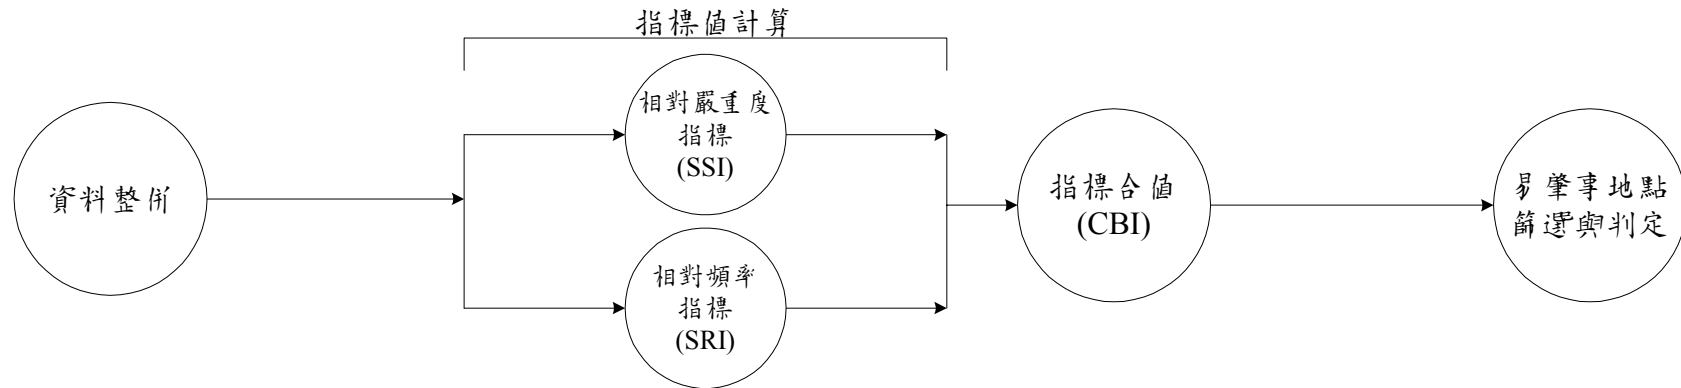 指標值計算
資料整併
相對嚴重度
指標
(SSI)
相對頻率
指標
(SRI)
指標合值
(CBI)
易肇事地點
篩選與判定